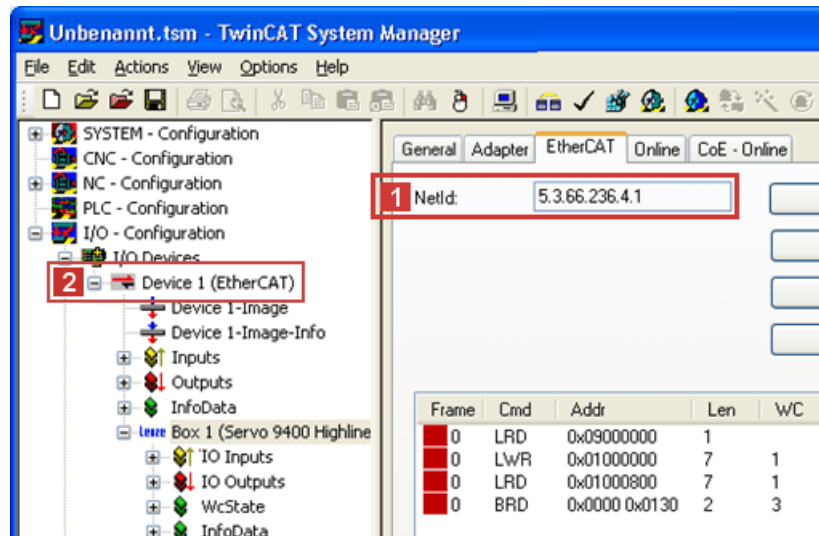 Unbenannt.tsm - TwinCAT System Manager
File Edit Actions View Options Help
SYSTEM - Configuration
CNC - Configuration
NC - Configuration
PLC - Configuration
I/O - Configuration
I/O Devices
2 Device 1 (EtherCAT)
Device 1-Image
Device 1-Image-Info
Inputs
Outputs
InfoData
Lenze Box 1 (Servo 9400 Highline
IO Inputs
IO Outputs
WcState
InfoData
General Adapter EtherCAT Online CoE - Online
1 NetId: 5.3.66.236.4.1
Frame Cmd Addr Len WC
0 LRD 0x09000000 1
0 LWR 0x01000000 7 1
0 LRD 0x01000800 7 1
0 BRD 0x0000 0x0130 2 3